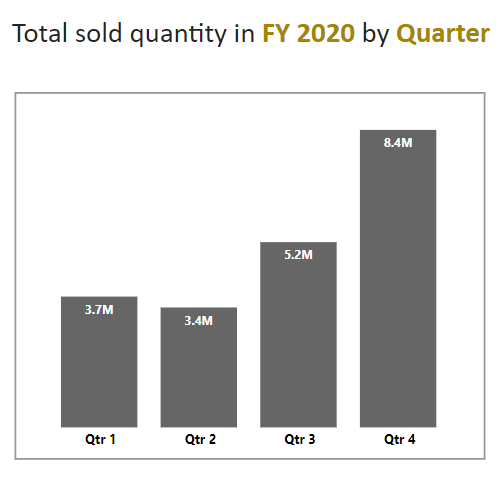 Total sold quantity in FY 2020 by Quarter
8.4M
5.2M
3.7M
3.4M
Qtr 1 Qtr 2 Qtr 3 Qtr 4